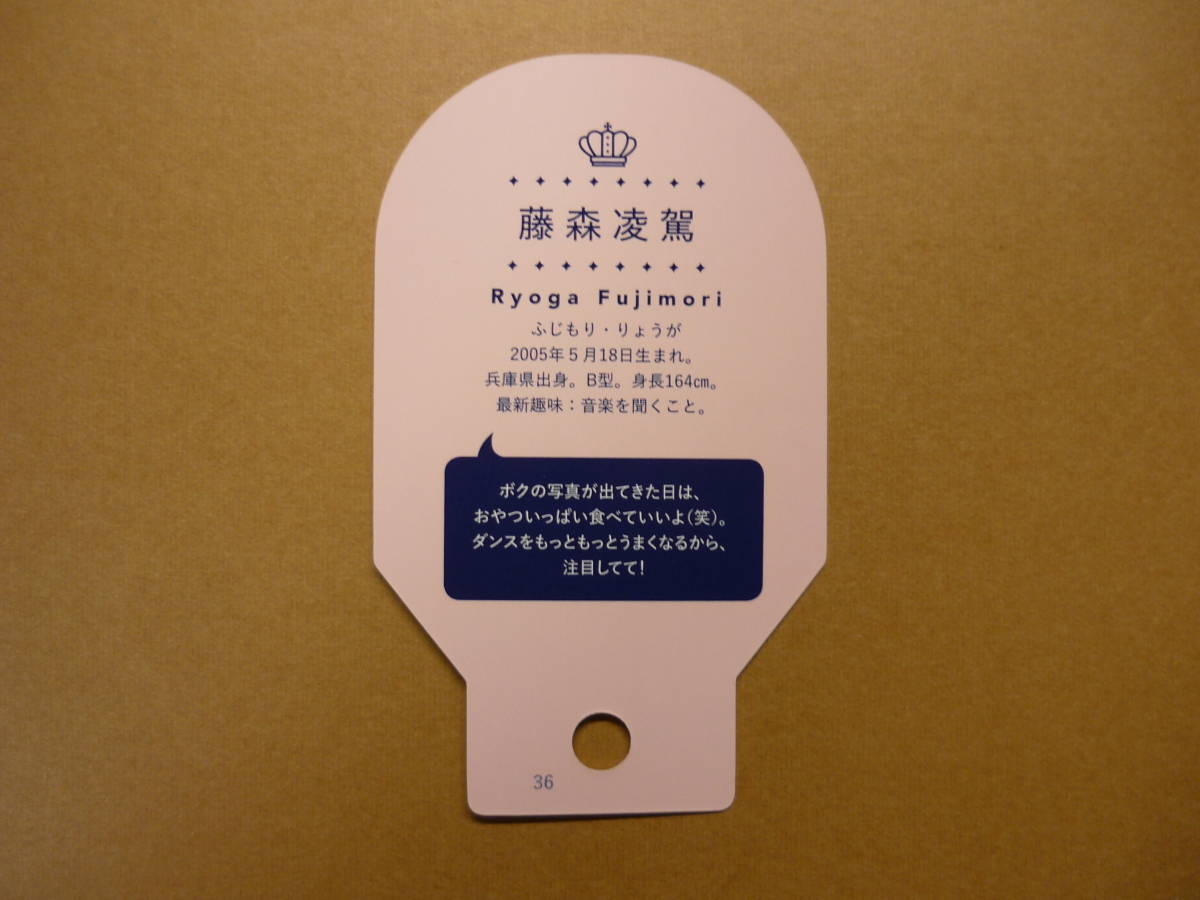 藤森凌駕
Ryoga Fujimori
ふじもり・りょうが
2005年5月18日生まれ。
兵庫県出身。B型。身長164㎝。
最新趣味：音楽を聞くこと。
ボクの写真が出てきた日は、
おやついっぱい食べていいよ（笑）。
ダンスをもっともっとうまくなるから、
注目してて！
36